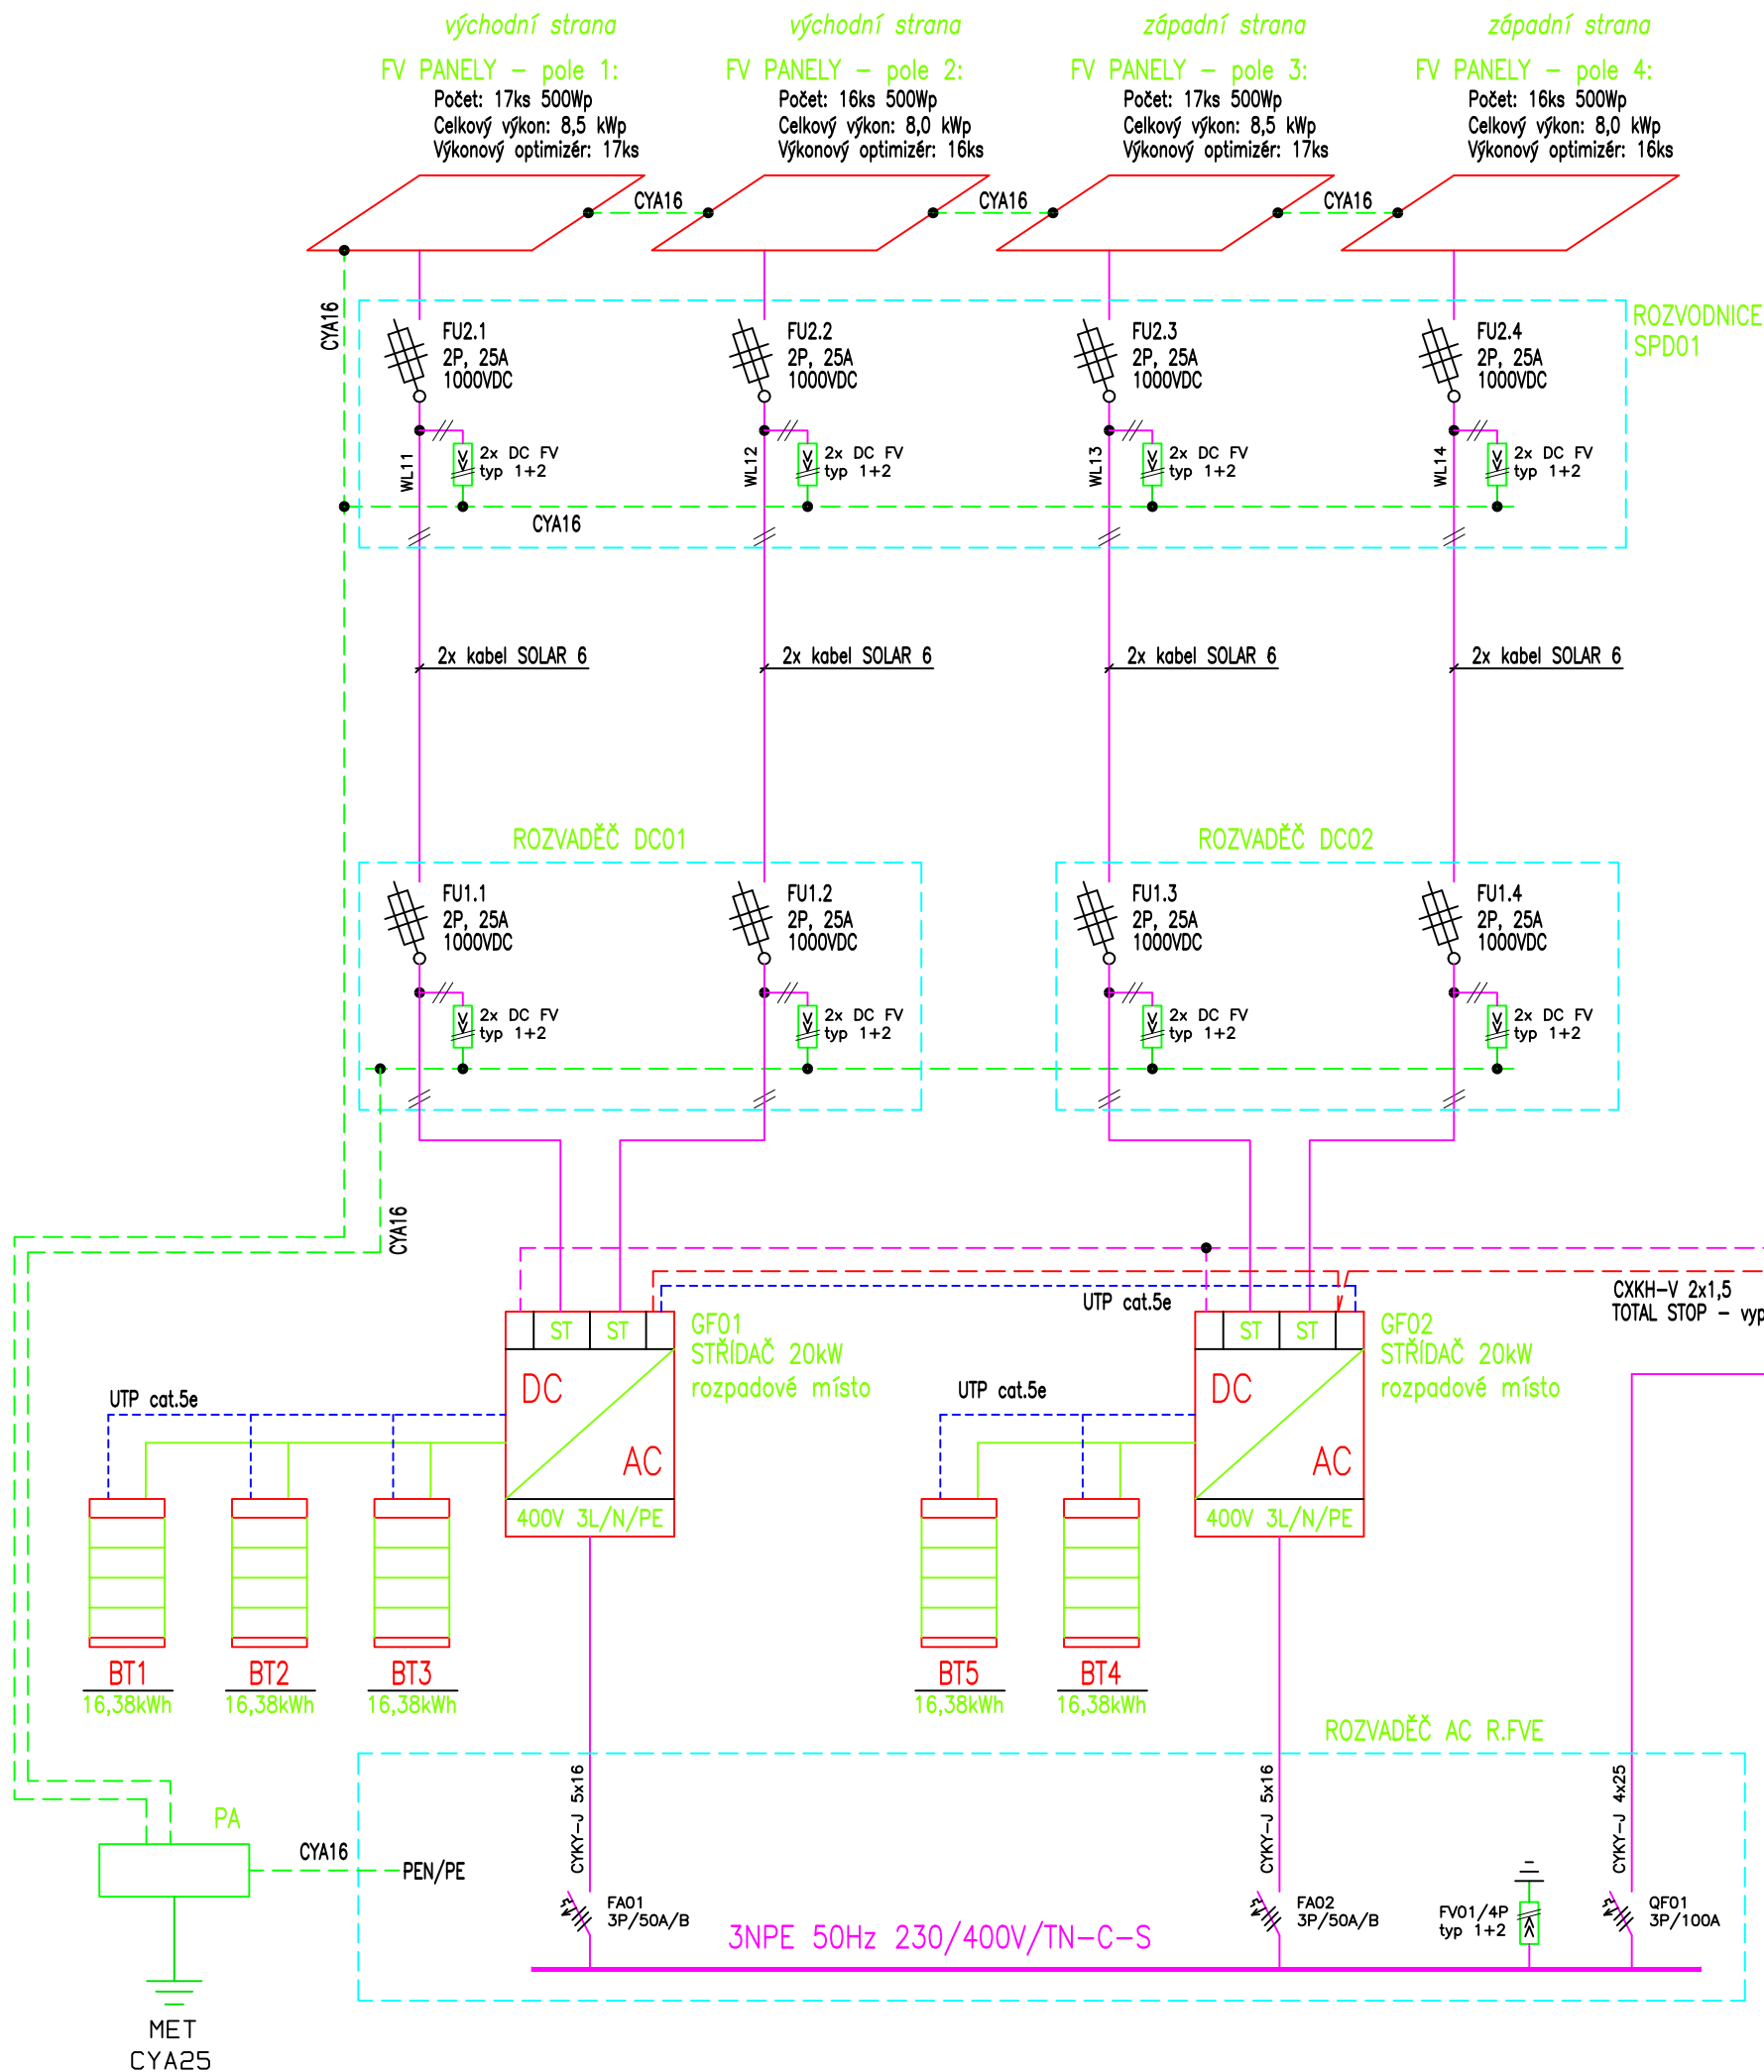 východní strana
FV PANELY – pole 1:
Počet: 17ks 500Wp
Celkový výkon: 8,5 kWp
Výkonový optimizér: 17ks
východní strana
FV PANELY – pole 2:
Počet: 16ks 500Wp
Celkový výkon: 8,0 kWp
Výkonový optimizér: 16ks
západní strana
FV PANELY – pole 3:
Počet: 17ks 500Wp
Celkový výkon: 8,5 kWp
Výkonový optimizér: 17ks
západní strana
FV PANELY – pole 4:
Počet: 16ks 500Wp
Celkový výkon: 8,0 kWp
Výkonový optimizér: 16ks
CYA16
CYA16
CYA16
CYA16
ROZVODNICE
SPD01
FU2.1
2P, 25A
1000VDC
FU2.2
2P, 25A
1000VDC
FU2.3
2P, 25A
1000VDC
FU2.4
2P, 25A
1000VDC
WL11
2x DC FV
typ 1+2
WL12
2x DC FV
typ 1+2
WL13
2x DC FV
typ 1+2
WL14
2x DC FV
typ 1+2
CYA16
2x kabel SOLAR 6
2x kabel SOLAR 6
2x kabel SOLAR 6
2x kabel SOLAR 6
ROZVADĚČ DC01
ROZVADĚČ DC02
FU1.1
2P, 25A
1000VDC
FU1.2
2P, 25A
1000VDC
FU1.3
2P, 25A
1000VDC
FU1.4
2P, 25A
1000VDC
2x DC FV
typ 1+2
2x DC FV
typ 1+2
2x DC FV
typ 1+2
2x DC FV
typ 1+2
CYA16
UTP cat.5e
CXKH–V 2x1,5
TOTAL STOP – vyp
ST
ST
GF01
STŘÍDAČ 20kW
rozpadové místo
DC
AC
400V 3L/N/PE
ST
ST
GF02
STŘÍDAČ 20kW
rozpadové místo
DC
AC
400V 3L/N/PE
UTP cat.5e
UTP cat.5e
BT1
16,38kWh
BT2
16,38kWh
BT3
16,38kWh
BT5
16,38kWh
BT4
16,38kWh
ROZVADĚČ AC R.FVE
CYKY–J 5x16
CYKY–J 5x16
CYKY–J 4x25
PA
CYA16
PEN/PE
FA01
3P/50A/B
FA02
3P/50A/B
FV01/4P
typ 1+2
QF01
3P/100A
3NPE 50Hz 230/400V/TN–C–S
MET
CYA25